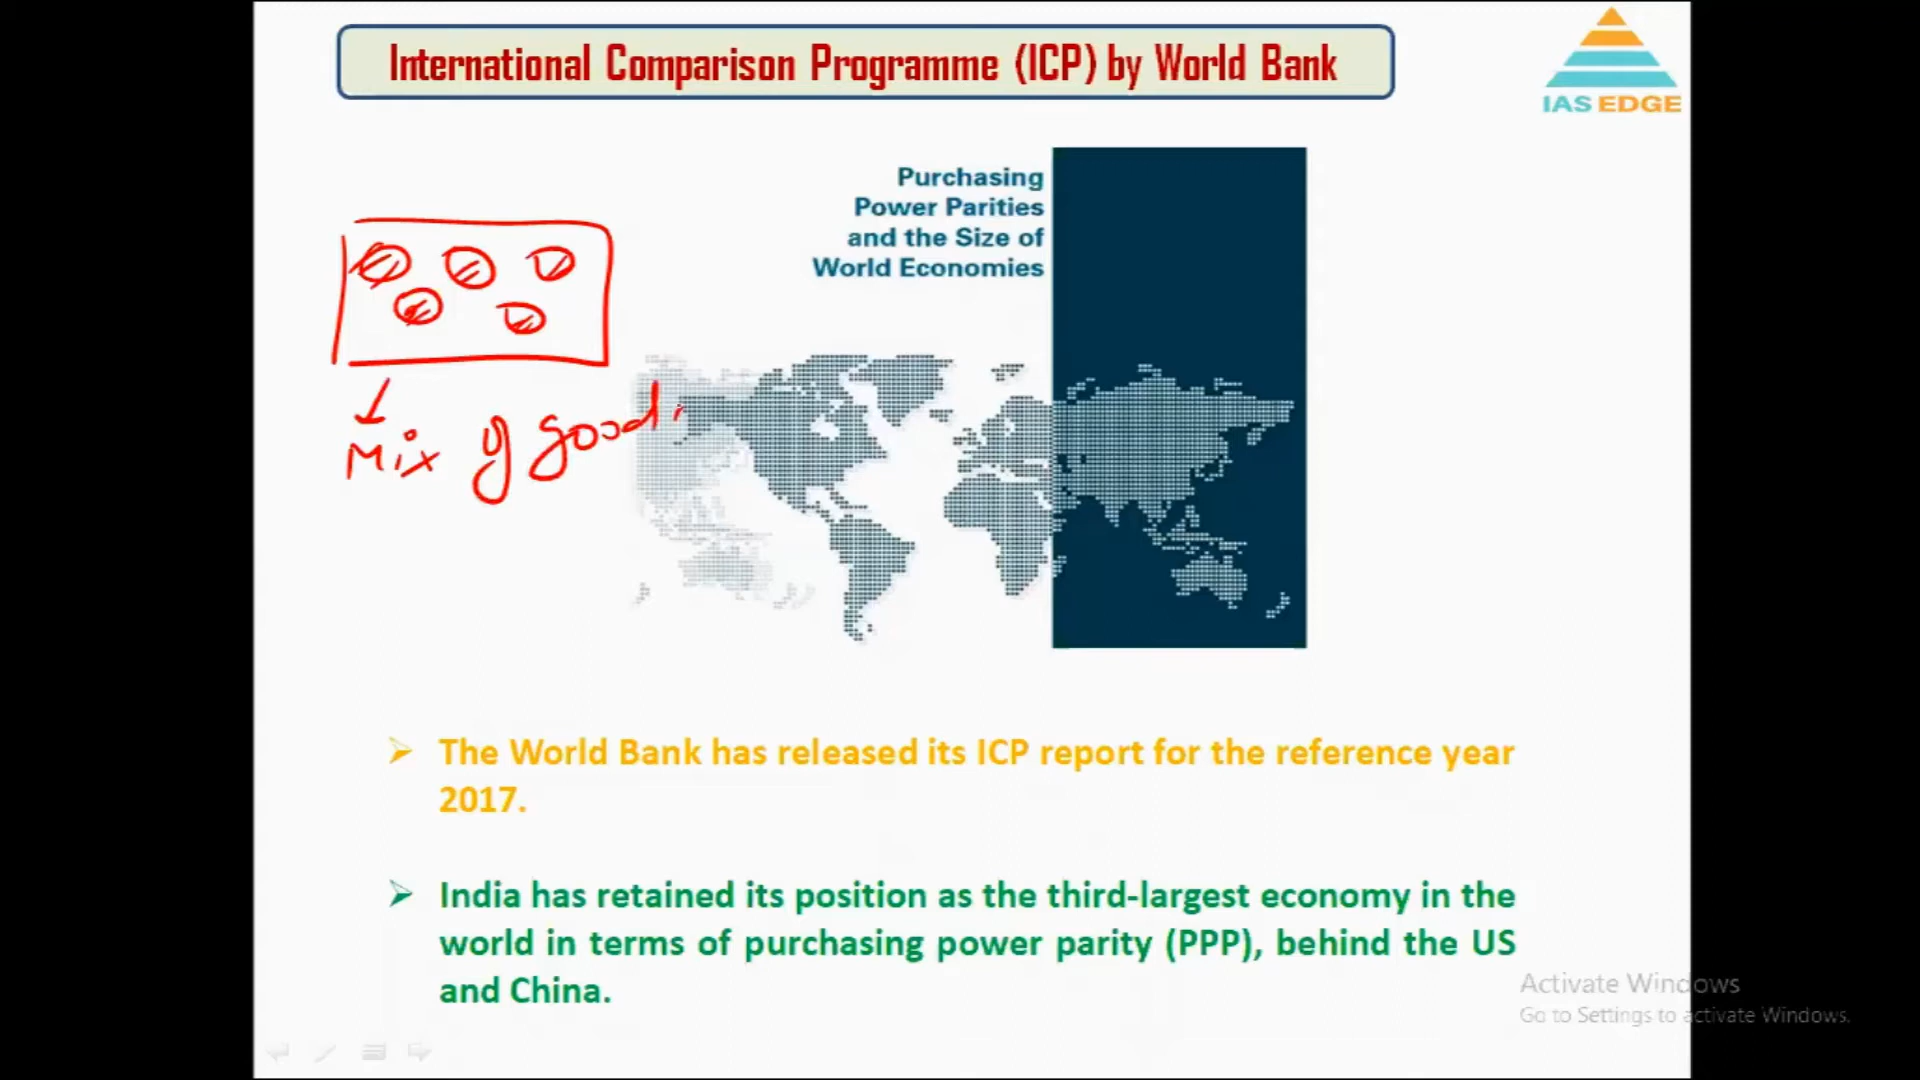 International Comparison Programme (ICP) by World Bank
IAS EDGE
Purchasing
Power Parities
and the Size of
World Economies
Mix of good
The World Bank has released its ICP report for the reference year
2017.
India has retained its position as the third-largest economy in the
world in terms of purchasing power parity (PPP), behind the US
and China.
Activate Windows
Go to Settings to activate Windows.